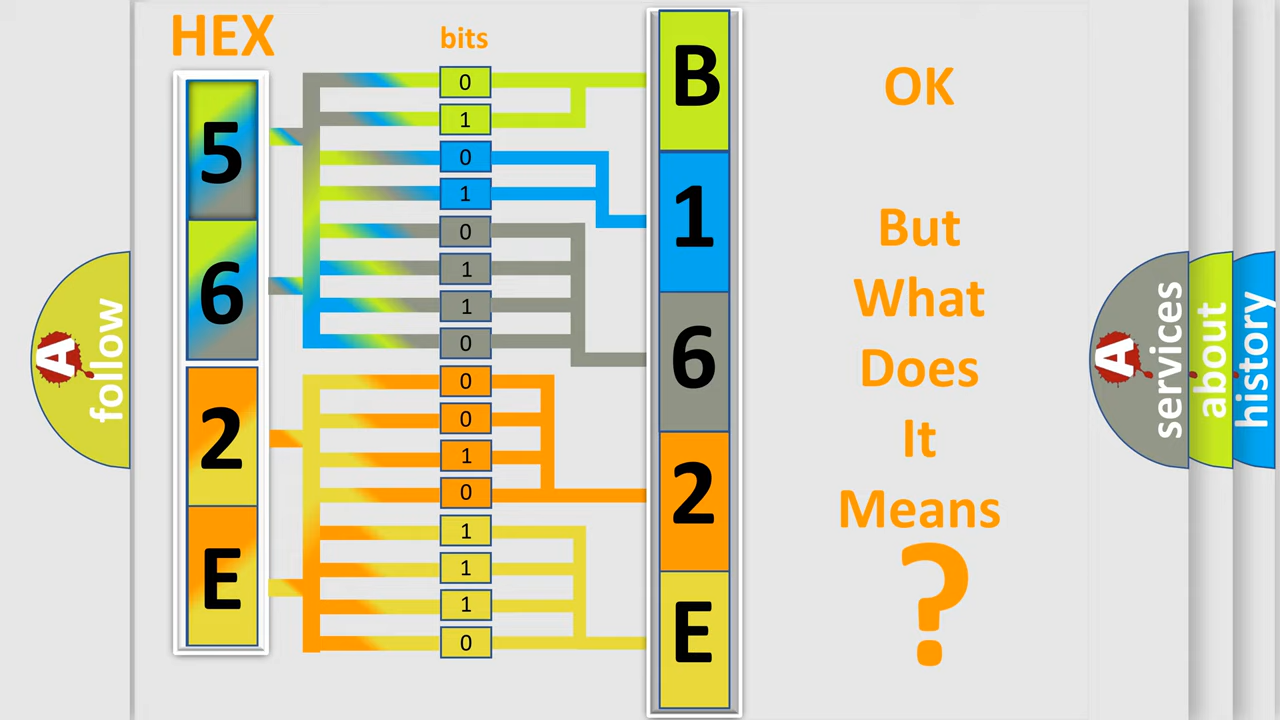 HEX
bits
5
6
2
E
0
1
0
1
0
1
1
0
0
0
1
0
1
1
1
0
B
1
6
2
E
OK
But
What
Does
It
Means
?
A
follow
A
services
about
history